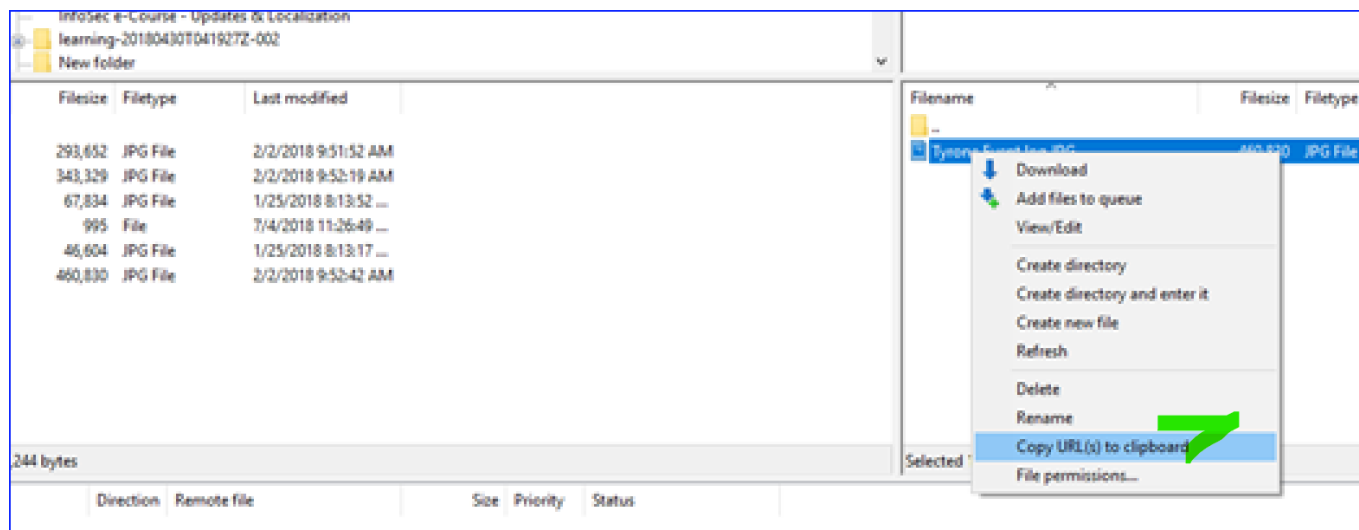 InfoSec e-Course - Updates & Localization
learning-20180430T041927Z-002
New folder
Filesize Filetype Last modified
293,652 JPG File 2/2/2018 9:51:52 AM
343,329 JPG File 2/2/2018 9:52:19 AM
67,834 JPG File 1/25/2018 8:13:52 ...
995 File 7/4/2018 11:26:49 ...
46,604 JPG File 1/25/2018 8:13:17 ...
460,830 JPG File 2/2/2018 9:52:42 AM
,244 bytes
Filename Filesize Filetype
..
JPG File
Download
Add files to queue
View/Edit
Create directory
Create directory and enter it
Create new file
Refresh
Delete
Rename
Copy URL(s) to clipboard
File permissions...
Selected
Direction Remote file Size Priority Status